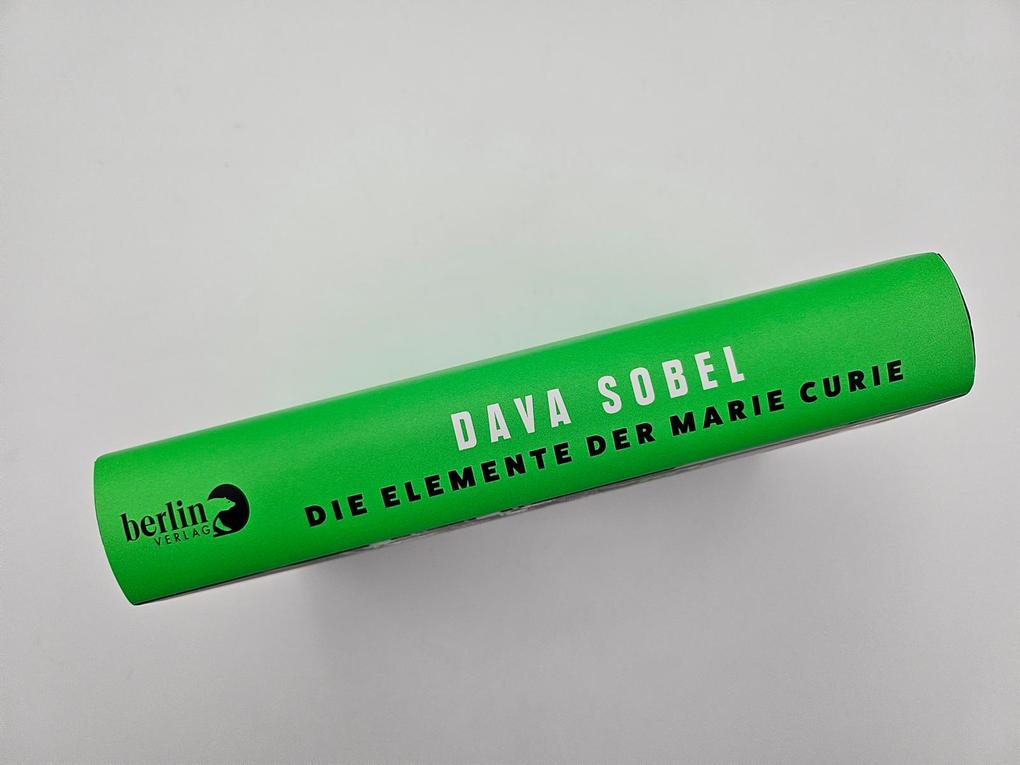 DAVA SOBEL
DIE ELEMENTE DER MARIE CURIE
berlin
VERLAG